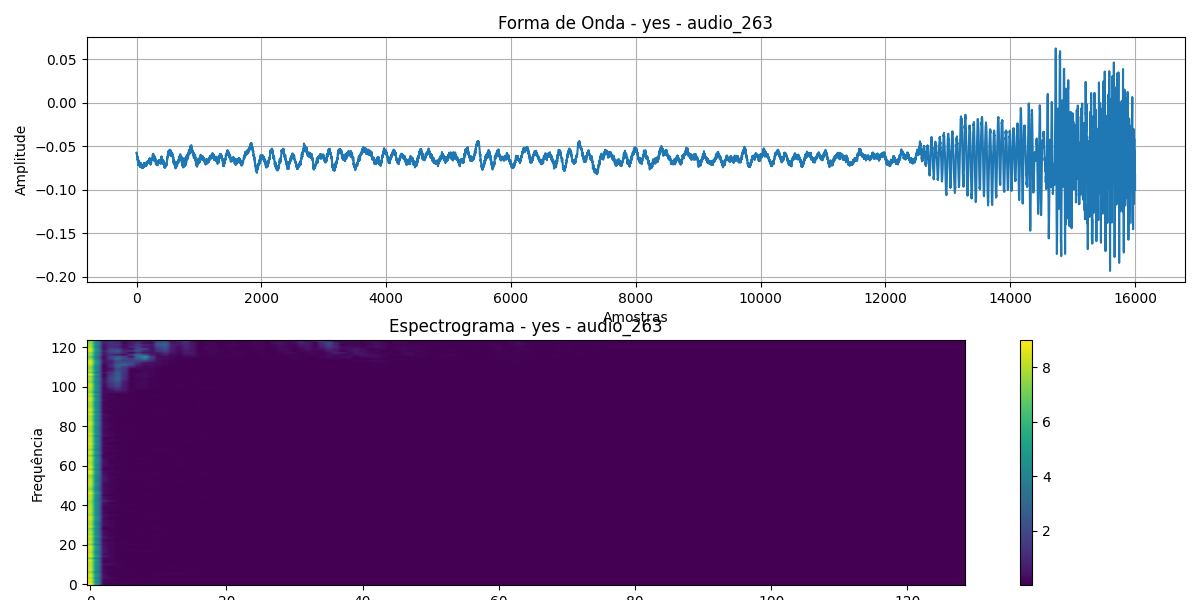 Forma de Onda - yes - audio_263
Amplitude
0.05
0.00
−0.05
−0.10
−0.15
−0.20
0 2000 4000 6000 8000 10000 12000 14000 16000
Amostras
Espectrograma - yes - audio_263
Frequência
120
100
80
60
40
20
0
0 20 40 60 80 100 120
8
6
4
2